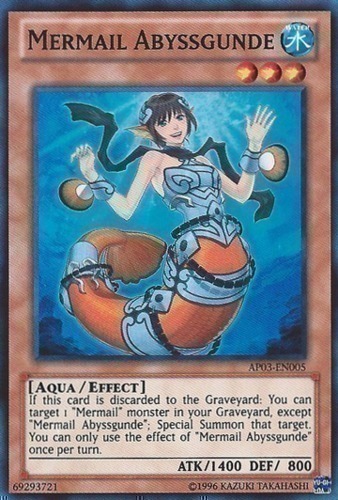 MERMAIL ABYSSGUNDE
WATER
水
AP03-EN005
[AQUA / EFFECT]
If this card is discarded to the Graveyard: You can
target 1 "Mermail" monster in your Graveyard, except
"Mermail Abyssgunde"; Special Summon that target.
You can only use the effect of "Mermail Abyssgunde"
once per turn.
ATK/1400 DEF/ 800
69293721
©1996 KAZUKI TAKAHASHI